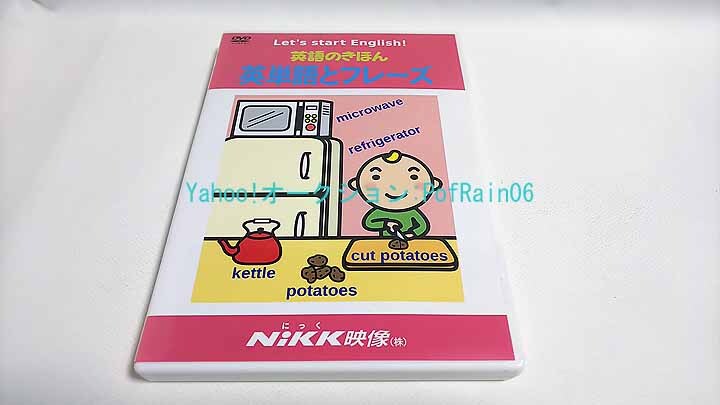 DVD
Let's start English!
英語のきほん
英単語とフレーズ
microwave
refrigerator
Yahoo!オークション:PofRain06
cut potatoes
kettle
potatoes
にっく
NiKK映像(株)